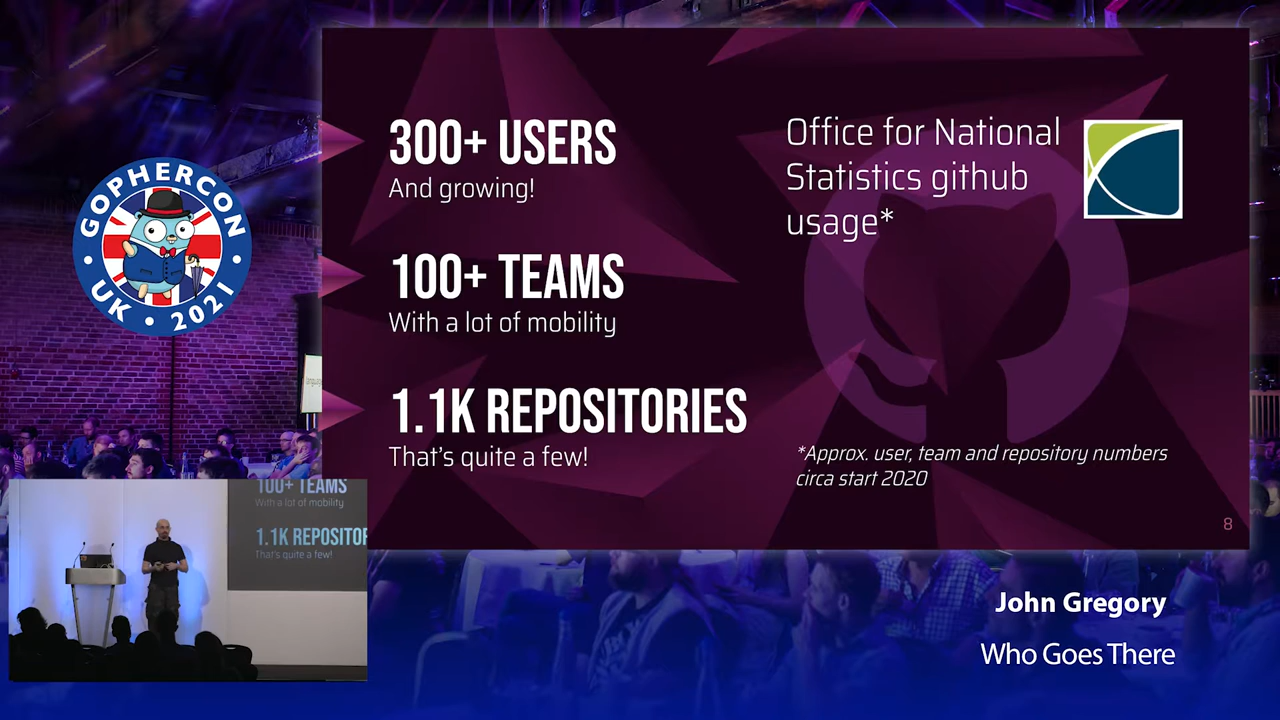 GOPHERCON
UK • 2021
300+ USERS
And growing!
100+ TEAMS
With a lot of mobility
1.1K REPOSITORIES
That's quite a few!
Office for National
Statistics github
usage*
*Approx. user, team and repository numbers
circa start 2020
8
100+ TEAMS
With a lot of mobility
1.1K REPOSITOR
That's quite a few!
John Gregory
Who Goes There